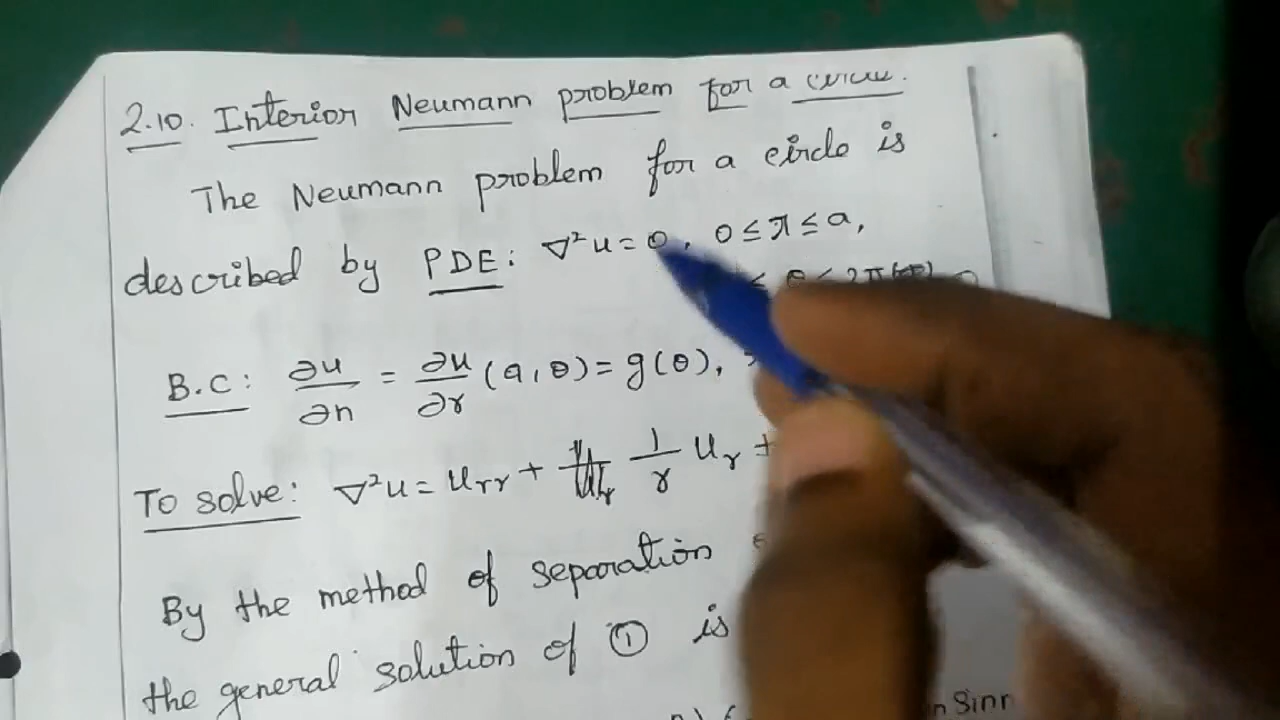 2.10. Interior Neumann problem for a circle.
The Neumann problem for a circle is
described by PDE: ∇²u = 0, 0 ≤ r ≤ a,
≤ θ ≤ 2π
B.C: ∂u/∂n = ∂u/∂r (a, θ) = g(θ),
To solve: ∇²u = u_rr + 1/r u_r +
By the method of separation
the general solution of ① is